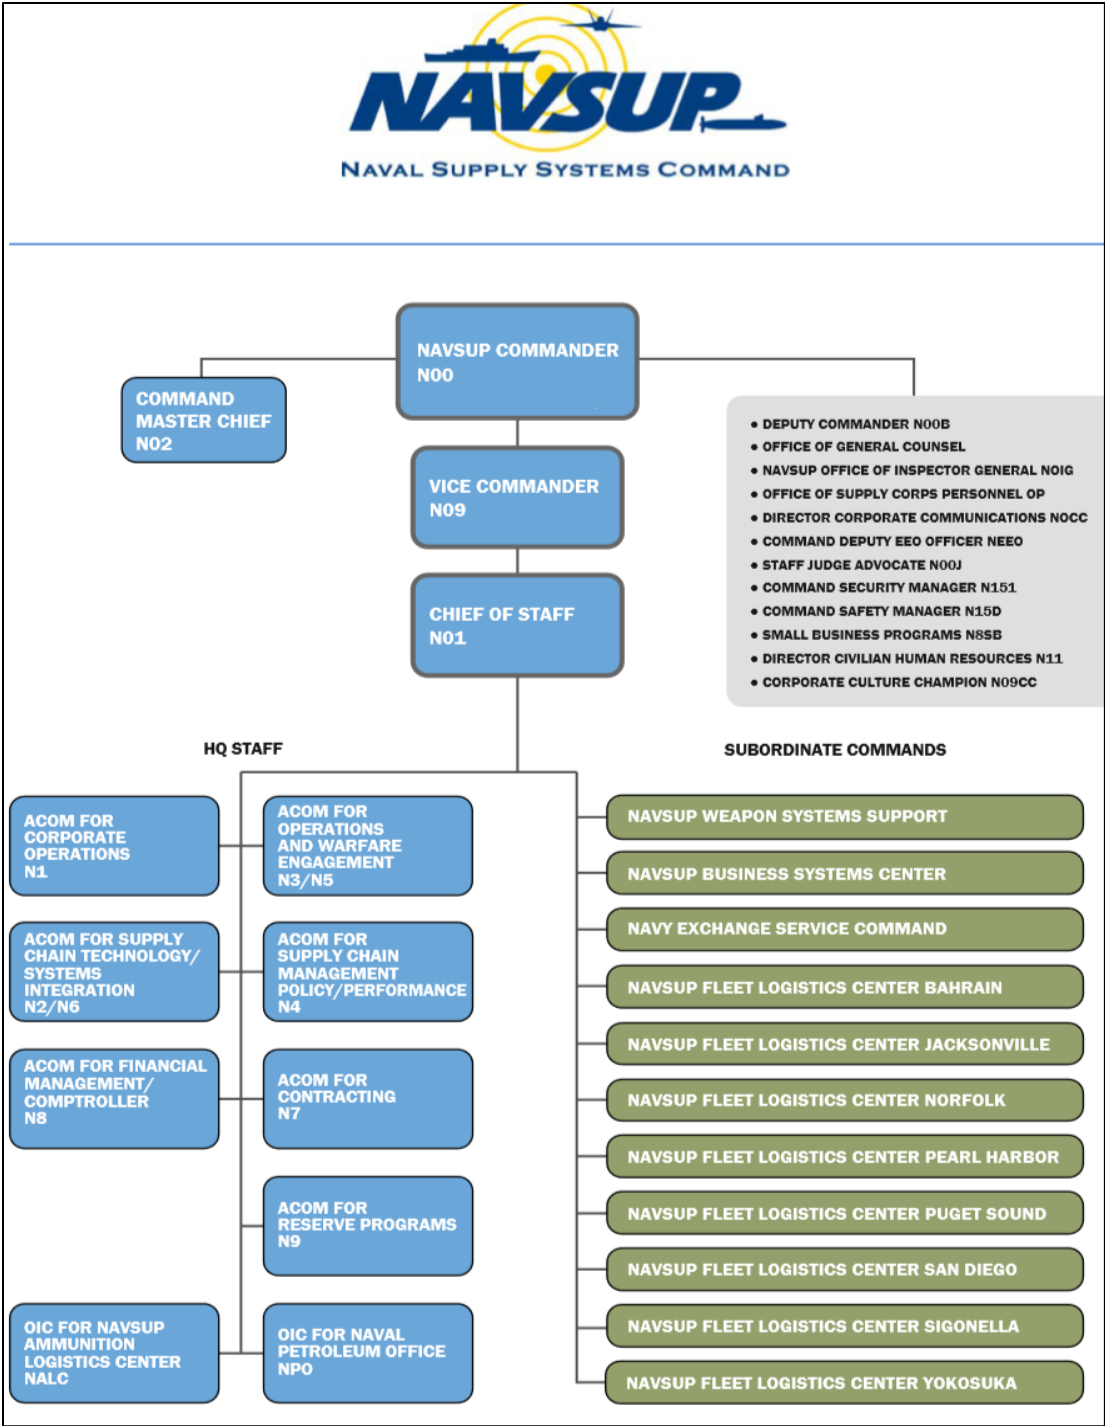 NAVSUP
NAVAL SUPPLY SYSTEMS COMMAND
NAVSUP COMMANDER
N00
COMMAND
MASTER CHIEF
N02
VICE COMMANDER
N09
CHIEF OF STAFF
N01
● DEPUTY COMMANDER N00B
● OFFICE OF GENERAL COUNSEL
● NAVSUP OFFICE OF INSPECTOR GENERAL NOIG
● OFFICE OF SUPPLY CORPS PERSONNEL OP
● DIRECTOR CORPORATE COMMUNICATIONS NOCC
● COMMAND DEPUTY EEO OFFICER NEEO
● STAFF JUDGE ADVOCATE N00J
● COMMAND SECURITY MANAGER N151
● COMMAND SAFETY MANAGER N15D
● SMALL BUSINESS PROGRAMS N8SB
● DIRECTOR CIVILIAN HUMAN RESOURCES N11
● CORPORATE CULTURE CHAMPION N09CC
HQ STAFF
ACOM FOR
CORPORATE
OPERATIONS
N1
ACOM FOR
OPERATIONS
AND WARFARE
ENGAGEMENT
N3/N5
ACOM FOR SUPPLY
CHAIN TECHNOLOGY/
SYSTEMS
INTEGRATION
N2/N6
ACOM FOR
SUPPLY CHAIN
MANAGEMENT
POLICY/PERFORMANCE
N4
ACOM FOR FINANCIAL
MANAGEMENT/
COMPTROLLER
N8
ACOM FOR
CONTRACTING
N7
ACOM FOR
RESERVE PROGRAMS
N9
OIC FOR NAVSUP
AMMUNITION
LOGISTICS CENTER
NALC
OIC FOR NAVAL
PETROLEUM OFFICE
NPO
SUBORDINATE COMMANDS
NAVSUP WEAPON SYSTEMS SUPPORT
NAVSUP BUSINESS SYSTEMS CENTER
NAVY EXCHANGE SERVICE COMMAND
NAVSUP FLEET LOGISTICS CENTER BAHRAIN
NAVSUP FLEET LOGISTICS CENTER JACKSONVILLE
NAVSUP FLEET LOGISTICS CENTER NORFOLK
NAVSUP FLEET LOGISTICS CENTER PEARL HARBOR
NAVSUP FLEET LOGISTICS CENTER PUGET SOUND
NAVSUP FLEET LOGISTICS CENTER SAN DIEGO
NAVSUP FLEET LOGISTICS CENTER SIGONELLA
NAVSUP FLEET LOGISTICS CENTER YOKOSUKA